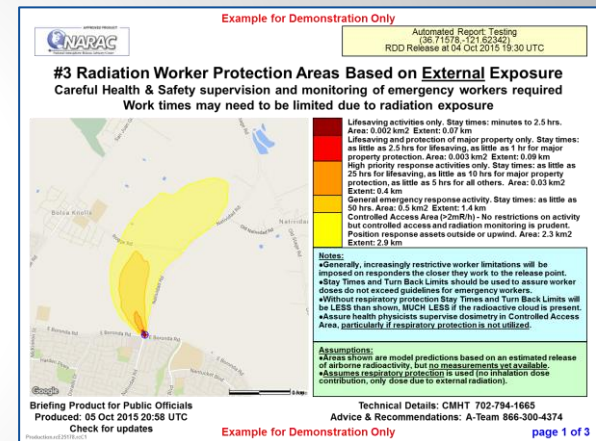 Example for Demonstration Only
NARAC
Automated Report: Testing
(36.71578,-121.62342)
RDD Release at 04 Oct 2015 19:30 UTC
#3 Radiation Worker Protection Areas Based on External Exposure
Careful Health & Safety supervision and monitoring of emergency workers required
Work times may need to be limited due to radiation exposure
Lifesaving activities only. Stay times: minutes to 2.5 hrs.
Area: 0.002 km2 Extent: 0.07 km
Lifesaving and protection of major property only. Stay times:
as little as 2.5 hrs for lifesaving, as little as 1 hr for major
property protection. Area: 0.003 km2 Extent: 0.09 km
High priority response activities only. Stay times: as little as
25 hrs for lifesaving, as little as 10 hrs for major property
protection, as little as 5 hrs for all others. Area: 0.03 km2
Extent: 0.4 km
General emergency response activity. Stay times: as little as
50 hrs. Area: 0.5 km2 Extent: 1.4 km
Controlled Access Area (>2mR/h) - No restrictions on activity
but controlled access and radiation monitoring is prudent.
Position response assets outside or upwind. Area: 2.3 km2
Extent: 2.9 km
Bolsa Knolls
Natividad
Natividad Rd
Old Stage Rd
E Boronda Rd
E Boronda Rd
Google
Notes:
●Generally, increasingly restrictive worker limitations will be
imposed on responders the closer they work to the release point.
●Stay Times and Turn Back Limits should be used to assure worker
doses do not exceed guidelines for emergency workers.
●Without respiratory protection Stay Times and Turn Back Limits will
be LESS than shown, MUCH LESS if the radioactive cloud is present.
●Assure health physicists supervise dosimetry in Controlled Access
Area, particularly if respiratory protection is not utilized.
Assumptions:
●Areas shown are model predictions based on an estimated release
of airborne radioactivity, but no measurements yet available.
●Assumes respiratory protection is used (no inhalation dose
contribution, only dose due to external radiation).
Briefing Product for Public Officials
Produced: 05 Oct 2015 20:58 UTC
Check for updates
Technical Details: CMHT 702-794-1665
Advice & Recommendations: A-Team 866-300-4374
Example for Demonstration Only
page 1 of 3